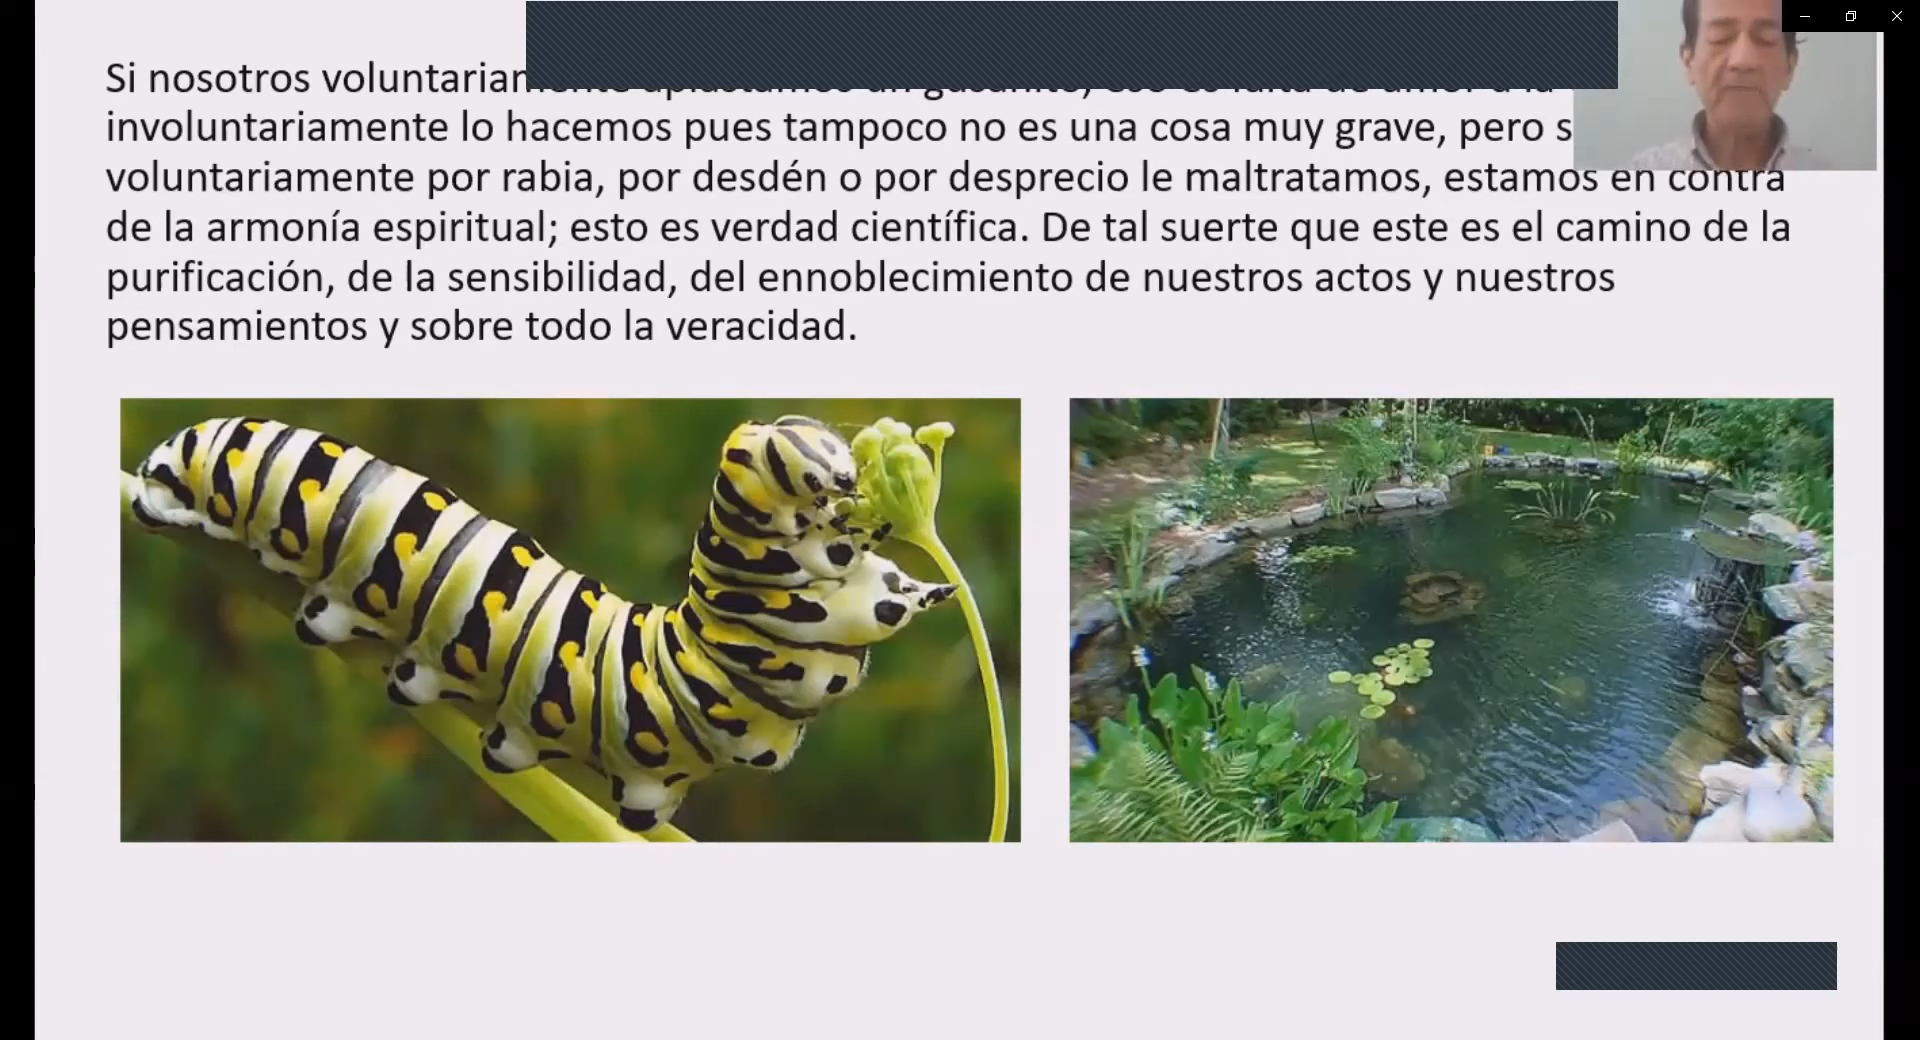 Si nosotros
involuntariamente lo hacemos pues tampoco no es una cosa muy grave, pero
voluntariamente por rabia, por desdén o por desprecio le maltratamos, estamos en contra
de la armonía espiritual; esto es verdad científica. De tal suerte que este es el camino de la
purificación, de la sensibilidad, del ennoblecimiento de nuestros actos y nuestros
pensamientos y sobre todo la veracidad.